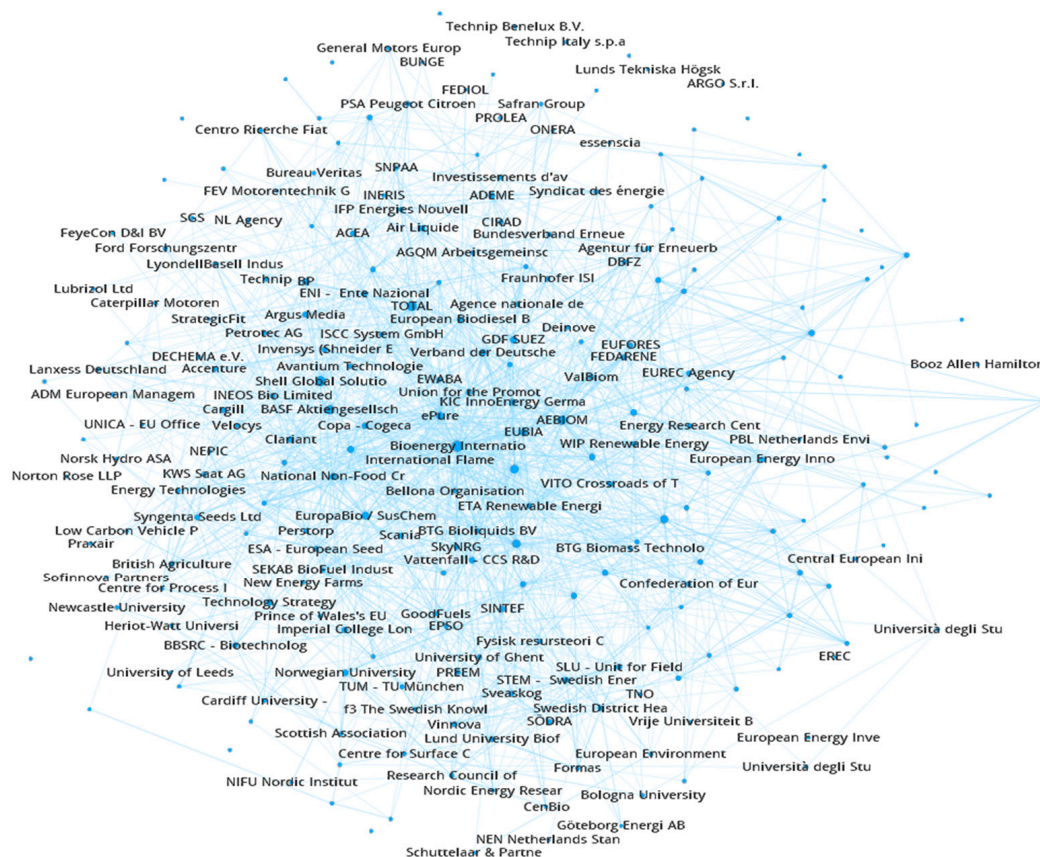 Technip Benelux B.V.
Technip Italy s.p.a
General Motors Europ
BUNGE
Lunds Tekniska Högsk
ARGO S.r.l.
FEDIOL
PSA Peugeot Citroen
Safran Group
PROLEA
ONERA
Centro Ricerche Fiat
essenscia
SNPAA
Bureau Veritas
Investissements d'av
FEV Motorentechnik G
INERIS
ADEME
Syndicat des énergie
IFP Energies Nouvell
SGS
NL Agency
CIRAD
FeyeCon D&I BV
ACEA
Air Liquide
Bundesverband Erneue
Ford Forschungszentr
AGQM Arbeitsgemeinsc
Agentur für Erneuerb
DBFZ
LyondellBasell Indus
Technip
BP
Fraunhofer ISI
Lubrizol Ltd
ENI - Ente Nazional
Caterpillar Motoren
TOTAL
Agence nationale de
StrategicFit
Argus Media
European Biodiesel B
Deinove
Petrotec AG
ISCC System GmbH
GDF SUEZ
EUFORES
Invensys (Shneider E
Verband der Deutsche
FEDARENE
DECHEMA e.V.
Booz Allen Hamilton
Lanxess Deutschland
Accenture
Avantium Technologie
EUREC Agency
Shell Global Solutio
EWABA
ValBiom
ADM European Managem
INEOS Bio Limited
Union for the Promot
KIC InnoEnergy Germa
Cargill
BASF Aktiengesellsch
ePure
AEBIOM
UNICA - EU Office
Velocys
Copa - Cogeca
EUBIA
Energy Research Cent
Clariant
Bioenergy Internatio
WIP Renewable Energy
PBL Netherlands Envi
NEPIC
Norsk Hydro ASA
International Flame
European Energy Inno
KWS Saat AG
National Non-Food Cr
Norton Rose LLP
Energy Technologies
Bellona Organisation
VITO Crossroads of T
ETA Renewable Energi
Syngenta Seeds Ltd
EuropaBio / SusChem
Low Carbon Vehicle P
Perstorp
Scania
BTG Bioliquids BV
Praxair
ESA - European Seed
SkyNRG
BTG Biomass Technolo
British Agriculture
Vattenfall - CCS R&D
Central European Ini
SEKAB BioFuel Indust
Sofinnova Partners
New Energy Farms
Confederation of Eur
Centre for Process I
Technology Strategy
Newcastle University
Prince of Wales's EU
GoodFuels
SINTEF
Heriot-Watt Universi
Imperial College Lon
EPSO
Università degli Stu
BBSRC - Biotechnolog
Fysisk resursteori C
University of Ghent
EREC
University of Leeds
Norwegian University
PREEM
SLU - Unit for Field
STEM - Swedish Ener
TUM - TU München
Sveaskog
TNO
Cardiff University -
f3 The Swedish Knowl
Swedish District Hea
Vinnova
SÖDRA
Vrije Universiteit B
Scottish Association
Lund University Biof
European Energy Inve
Centre for Surface C
European Environment
Formas
Università degli Stu
NIFU Nordic Institut
Research Council of
Nordic Energy Resear
Bologna University
CenBio
Göteborg Energi AB
NEN Netherlands Stan
Schuttelaar & Partne